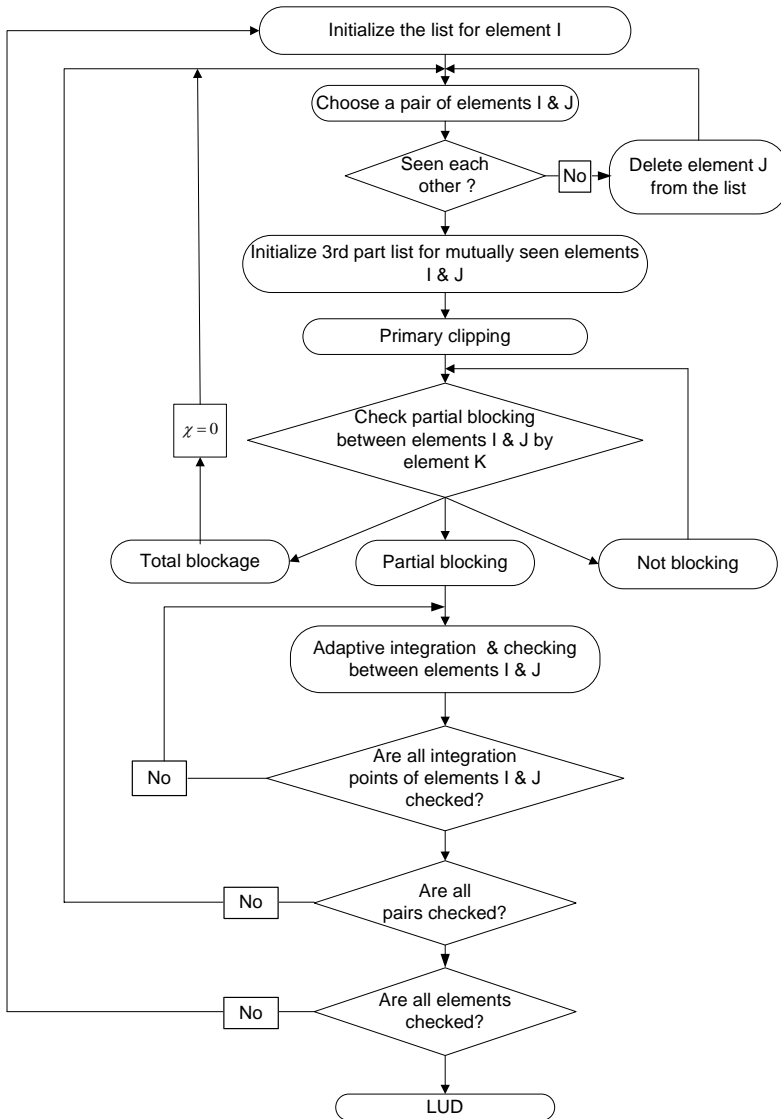 Initialize the list for element I
Choose a pair of elements I & J
Seen each
other ?
No
Delete element J
from the list
Initialize 3rd part list for mutually seen elements
I & J
Primary clipping
Check partial blocking
between elements I & J by
element K
χ = 0
Total blockage
Partial blocking
Not blocking
Adaptive integration & checking
between elements I & J
Are all integration
points of elements I & J
checked?
No
Are all
pairs checked?
No
Are all elements
checked?
No
LUD